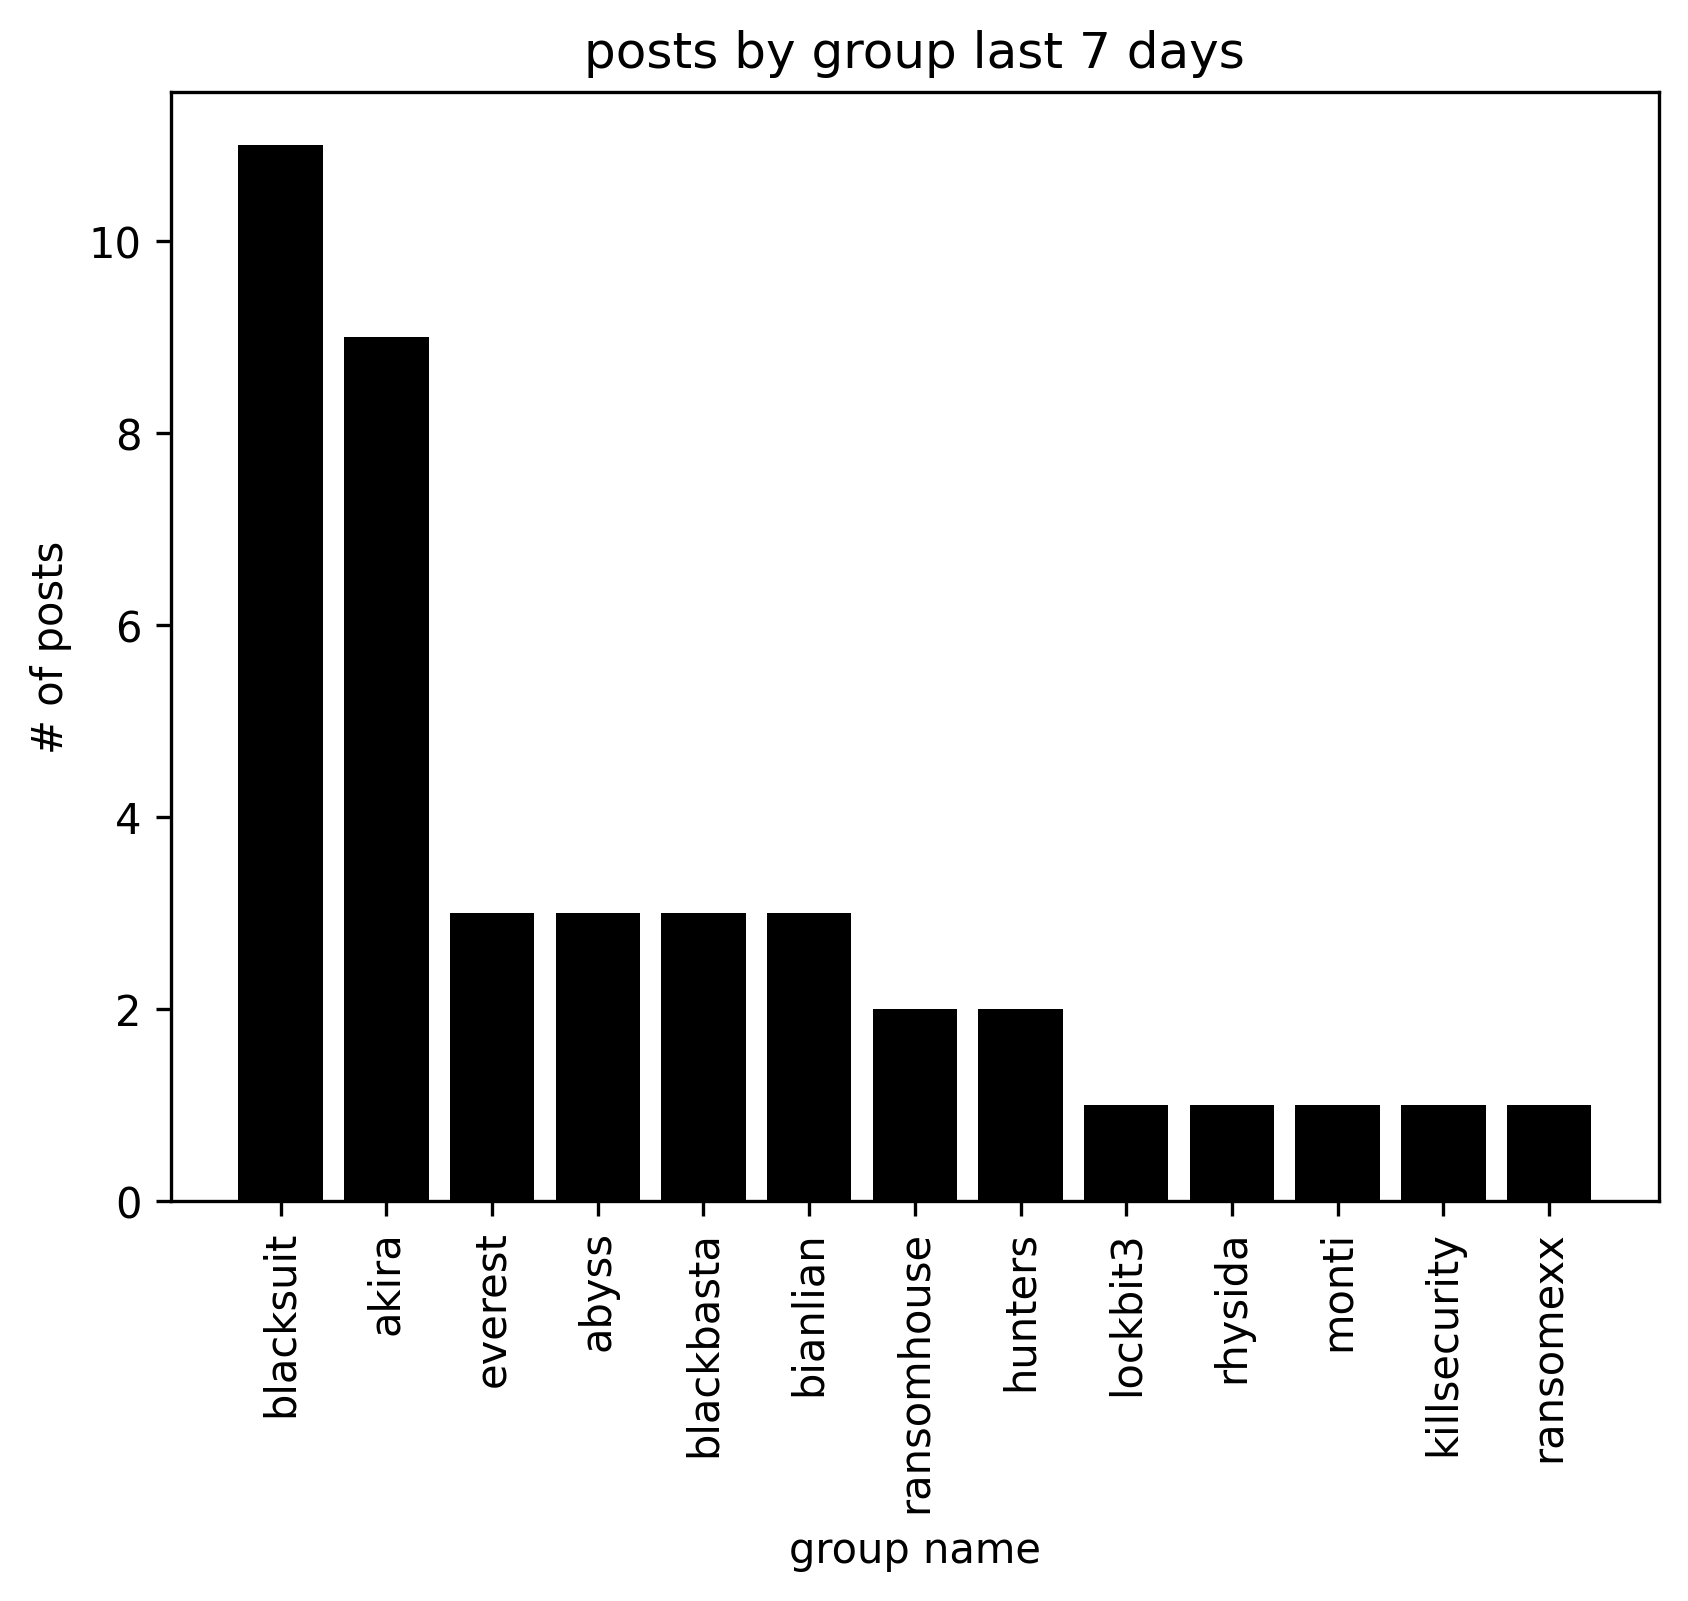 posts by group last 7 days
10
8
6
4
2
0
# of posts
blacksuit
akira
everest
abyss
blackbasta
bianlian
ransomhouse
hunters
lockbit3
rhysida
monti
killsecurity
ransomexx
group name